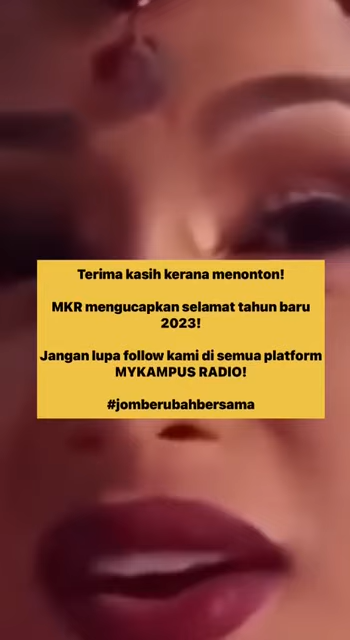 Terima kasih kerana menonton!
MKR mengucapkan selamat tahun baru
2023!
Jangan lupa follow kami di semua platform
MYKAMPUS RADIO!
#jomberubahbersama